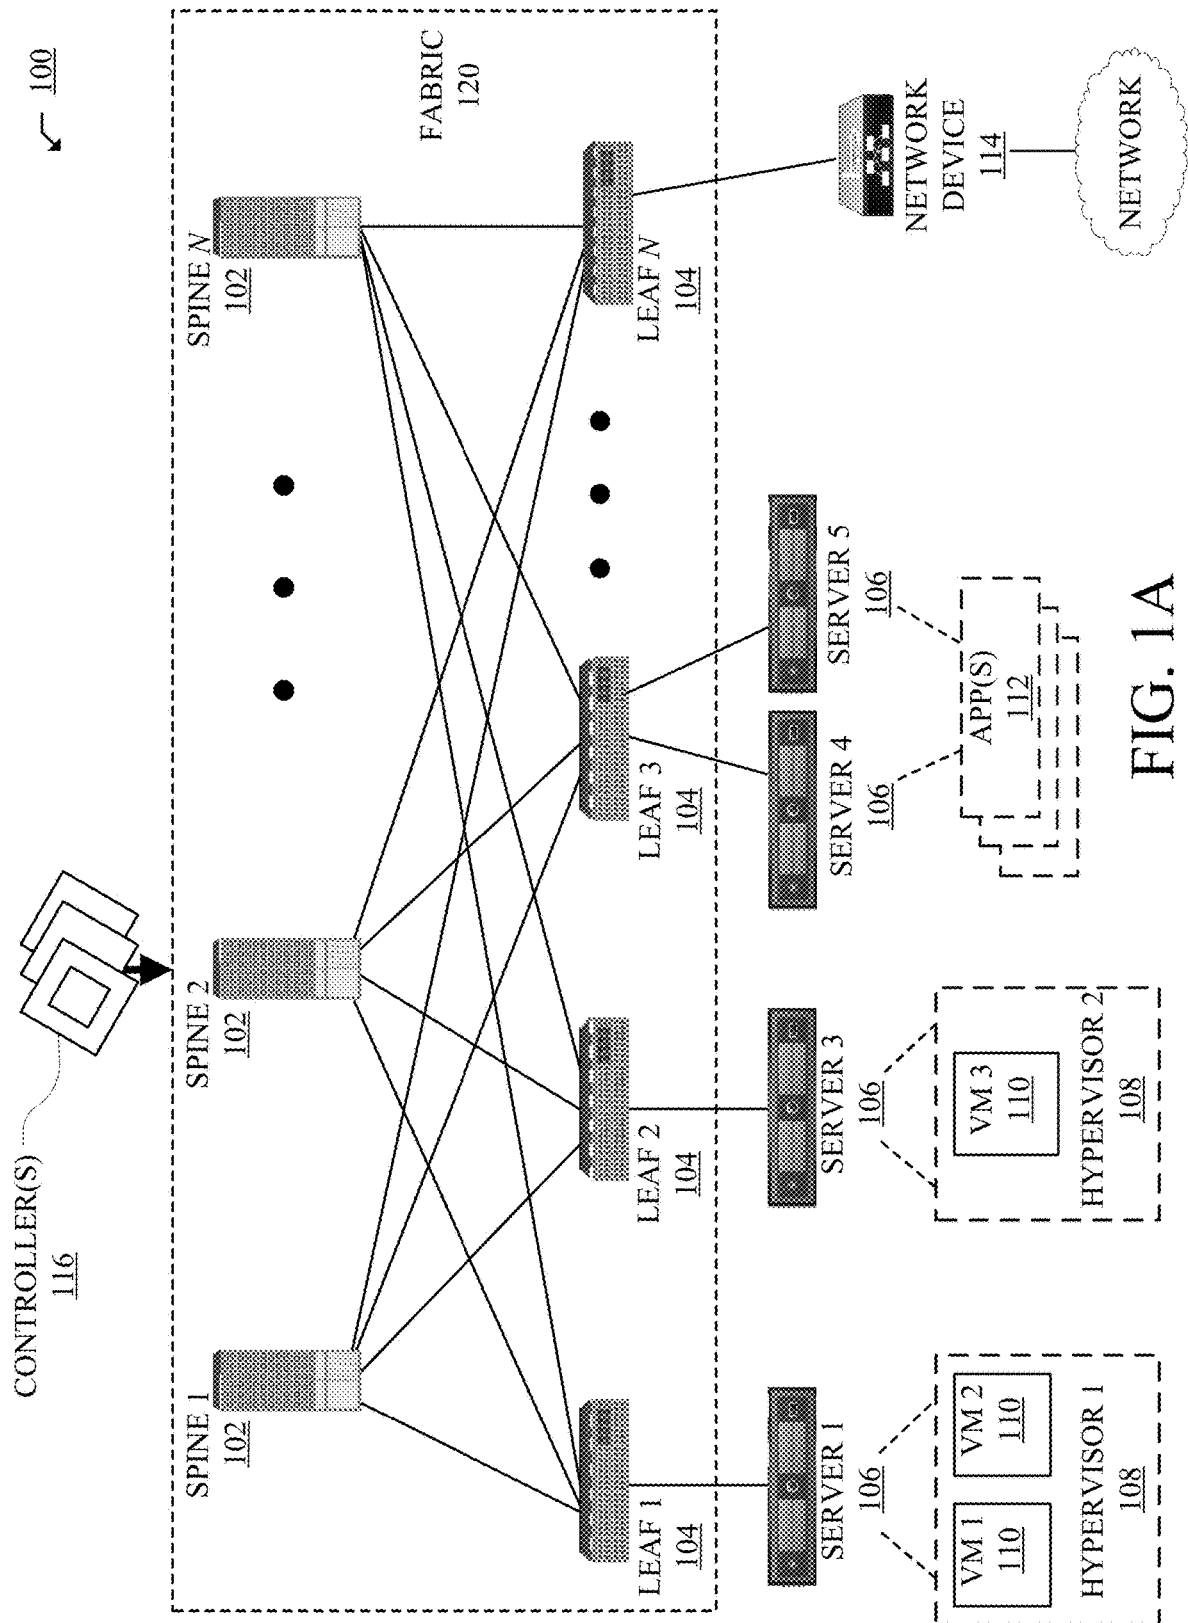 100
CONTROLLER(S)
116
SPINE 1
102
SPINE 2
102
SPINE N
102
FABRIC
120
LEAF 1
104
LEAF 2
104
LEAF 3
104
LEAF N
104
SERVER 1
106
SERVER 3
106
SERVER 4
106
SERVER 5
106
NETWORK
DEVICE
114
VM 1
110
VM 2
110
HYPERVISOR 1
108
VM 3
110
HYPERVISOR 2
108
APP(S)
112
NETWORK
FIG. 1A